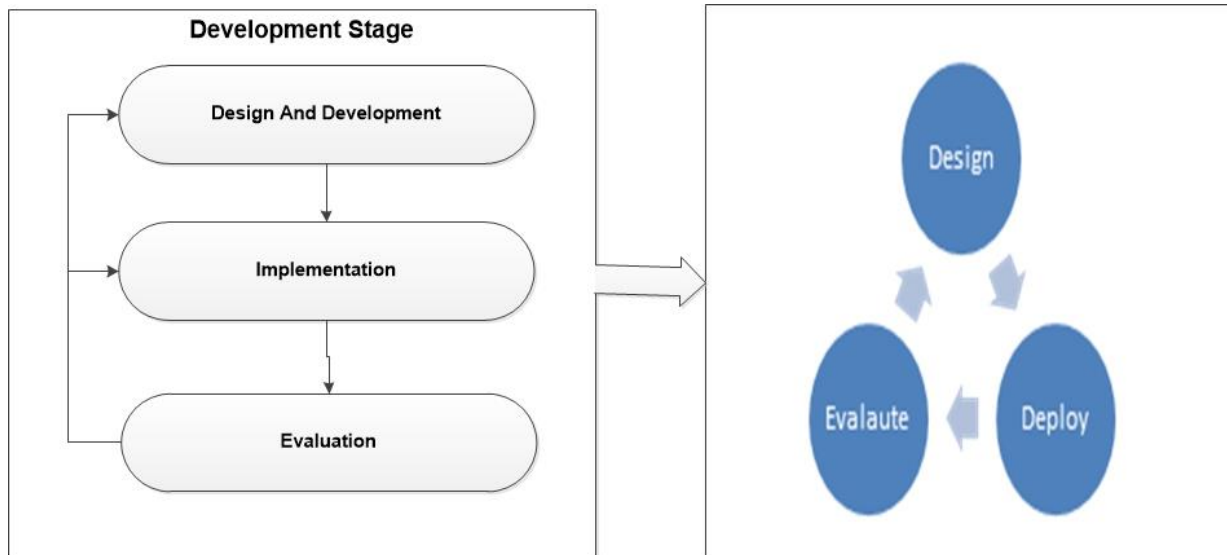 Development Stage
Design And Development
Implementation
Evaluation
Design
Evalaute
Deploy